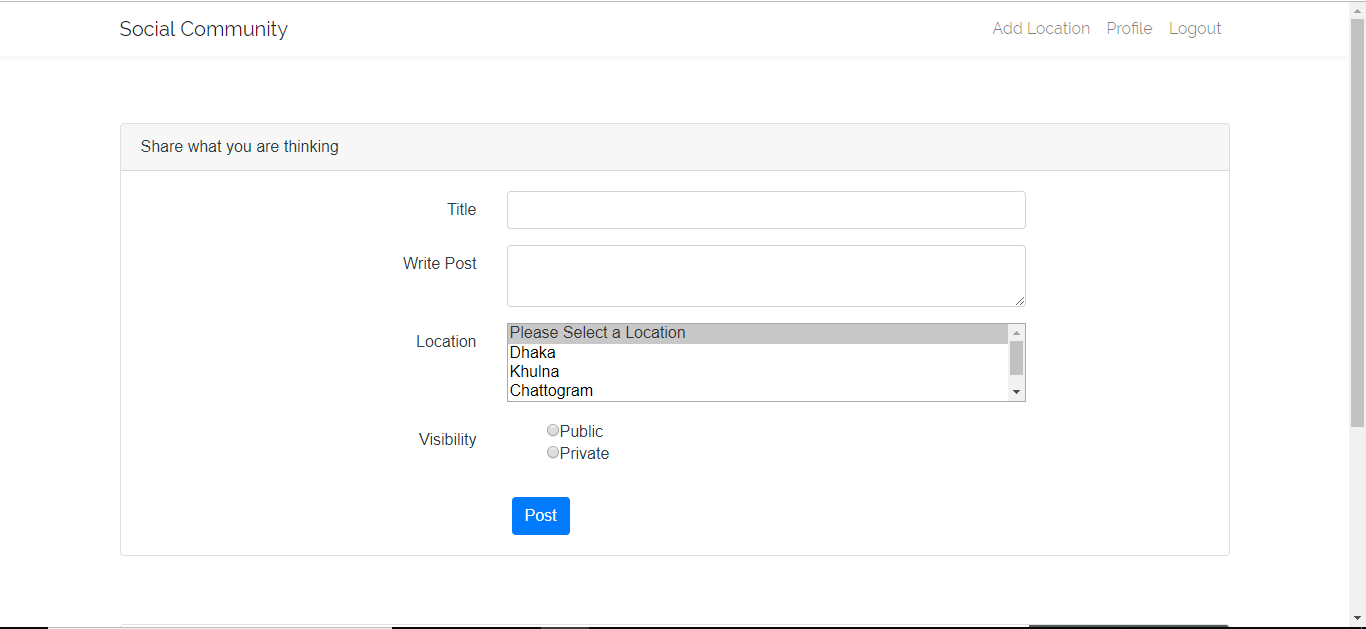 Social Community
Add Location Profile Logout
Share what you are thinking
Title
Write Post
Location
Please Select a Location
Dhaka
Khulna
Chattogram
Visibility
Public
Private
Post